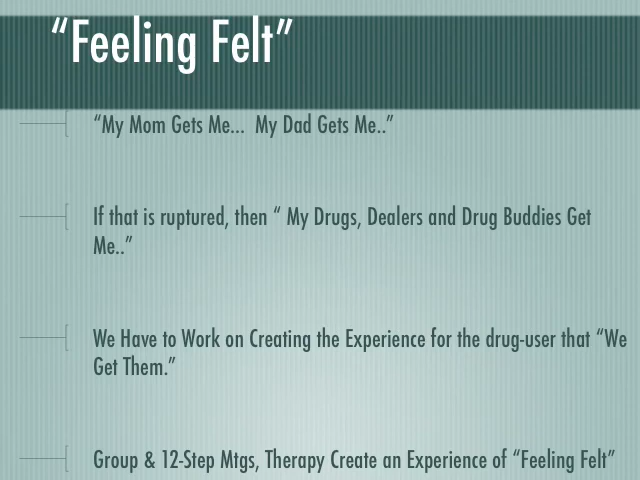 “Feeling Felt”
“My Mom Gets Me... My Dad Gets Me..”
If that is ruptured, then “ My Drugs, Dealers and Drug Buddies Get
Me..”
We Have to Work on Creating the Experience for the drug-user that “We
Get Them.”
Group & 12-Step Mtgs, Therapy Create an Experience of “Feeling Felt”